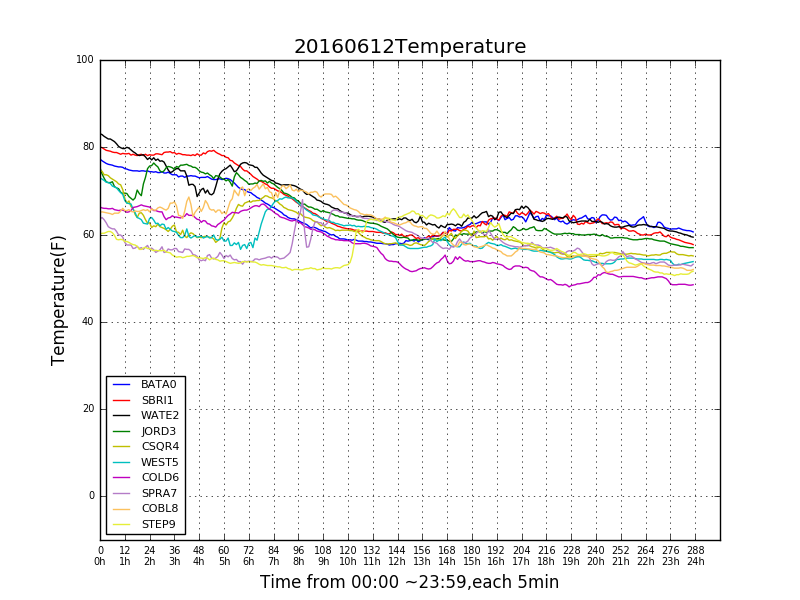 20160612Temperature
100
80
60
40
20
0
Temperature(F)
BATA0
SBRI1
WATE2
JORD3
CSQR4
WEST5
COLD6
SPRA7
COBL8
STEP9
0 12 24 36 48 60 72 84 96 108 120 132 144 156 168 180 192 204 216 228 240 252 264 276 288
0h 1h 2h 3h 4h 5h 6h 7h 8h 9h 10h 11h 12h 13h 14h 15h 16h 17h 18h 19h 20h 21h 22h 23h 24h
Time from 00:00 ~23:59,each 5min